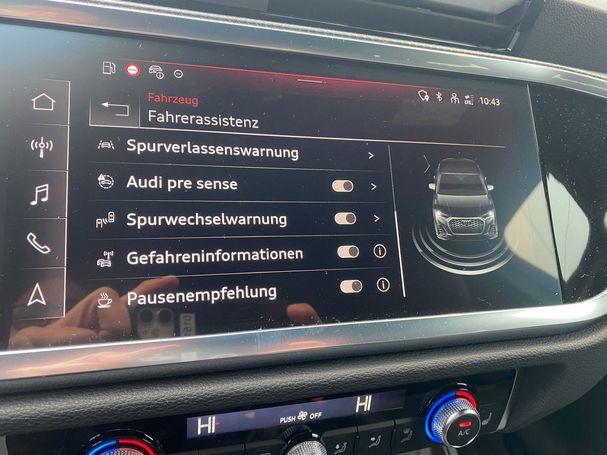 10:43
Fahrzeug
Fahrerassistenz
Spurverlassenswarnung
Audi pre sense
Spurwechselwarnung
Gefahreninformationen
Pausenempfehlung
HI PUSH OFF HI
A/C